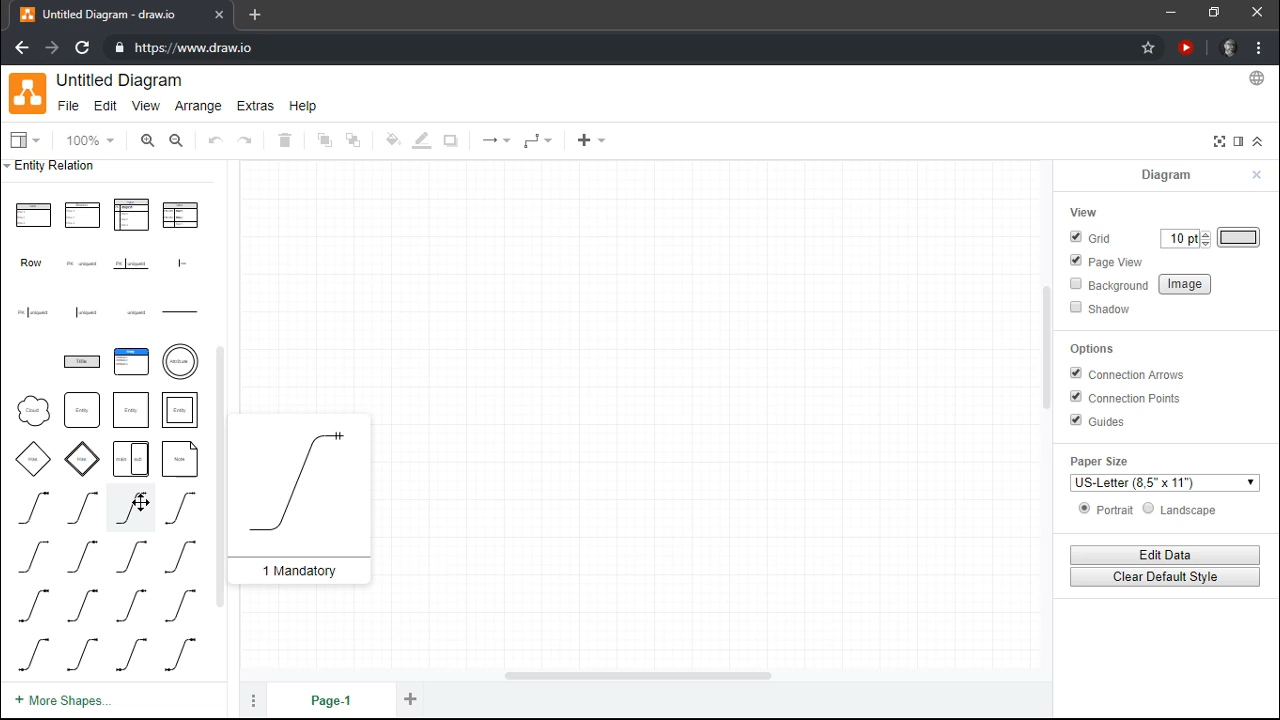 Untitled Diagram - draw.io
https://www.draw.io
Untitled Diagram
File Edit View Arrange Extras Help
100%
Entity Relation
Row
Title
Attribute
Cloud Entity Entity Entity
Note
1 Mandatory
+ More Shapes...
Page-1
Diagram
View
Grid 10 pt
Page View
Background Image
Shadow
Options
Connection Arrows
Connection Points
Guides
Paper Size
US-Letter (8,5" x 11")
Portrait Landscape
Edit Data
Clear Default Style